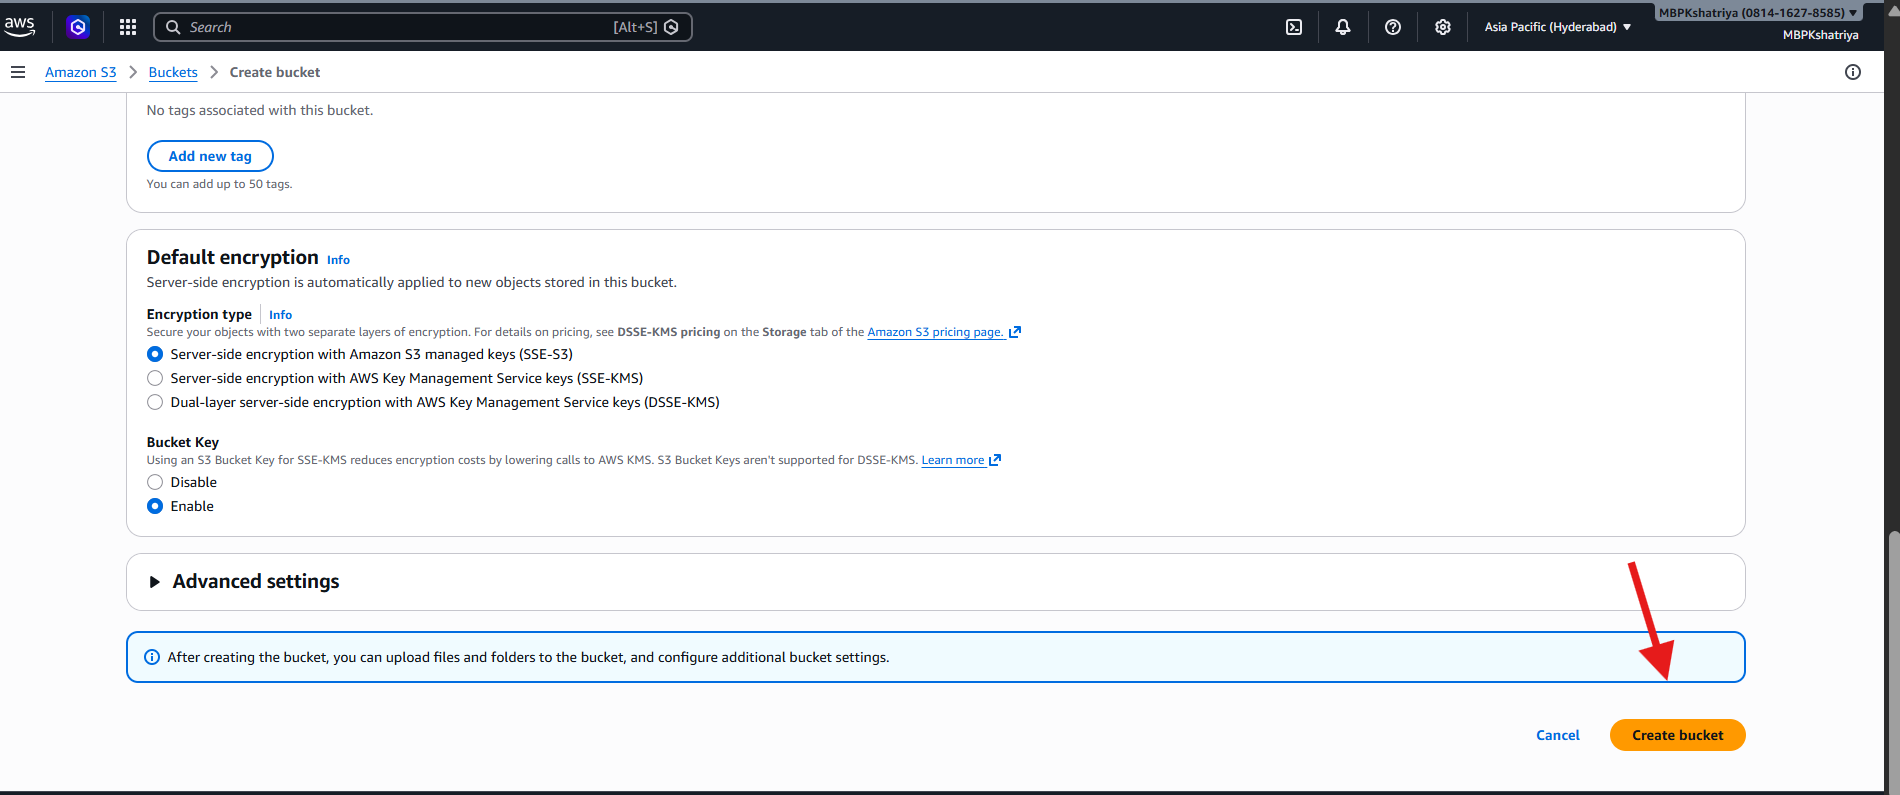 aws
Search
[Alt+S]
Asia Pacific (Hyderabad)
MBPKshatriya (0814-1627-8585)
MBPKshatriya
Amazon S3
Buckets
Create bucket
No tags associated with this bucket.
Add new tag
You can add up to 50 tags.
Default encryption Info
Server-side encryption is automatically applied to new objects stored in this bucket.
Encryption type Info
Secure your objects with two separate layers of encryption. For details on pricing, see DSSE-KMS pricing on the Storage tab of the Amazon S3 pricing page.
Server-side encryption with Amazon S3 managed keys (SSE-S3)
Server-side encryption with AWS Key Management Service keys (SSE-KMS)
Dual-layer server-side encryption with AWS Key Management Service keys (DSSE-KMS)
Bucket Key
Using an S3 Bucket Key for SSE-KMS reduces encryption costs by lowering calls to AWS KMS. S3 Bucket Keys aren't supported for DSSE-KMS. Learn more
Disable
Enable
Advanced settings
After creating the bucket, you can upload files and folders to the bucket, and configure additional bucket settings.
Cancel
Create bucket